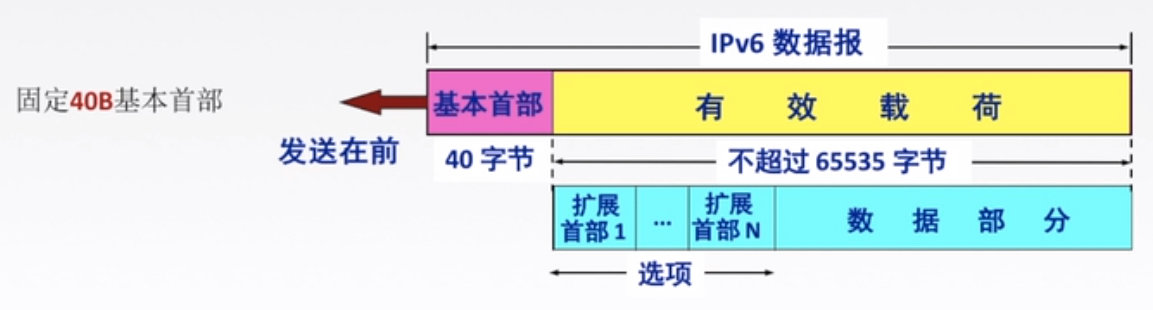 IPv6 数据报
固定40B基本首部
基本首部
有 效 载 荷
发送在前
40 字节
不超过 65535 字节
扩展
首部 1
...
扩展
首部 N
数 据 部 分
选项